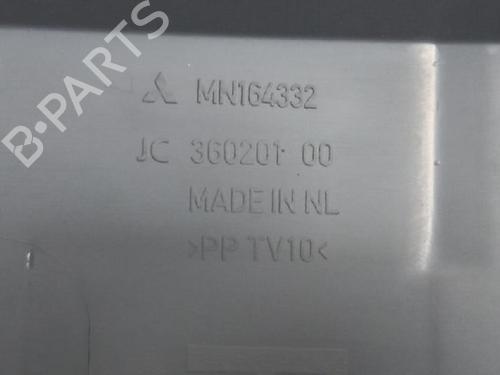 B-PARTS
MN164332
JC 360201 00
MADE IN NL
>PP TV10<